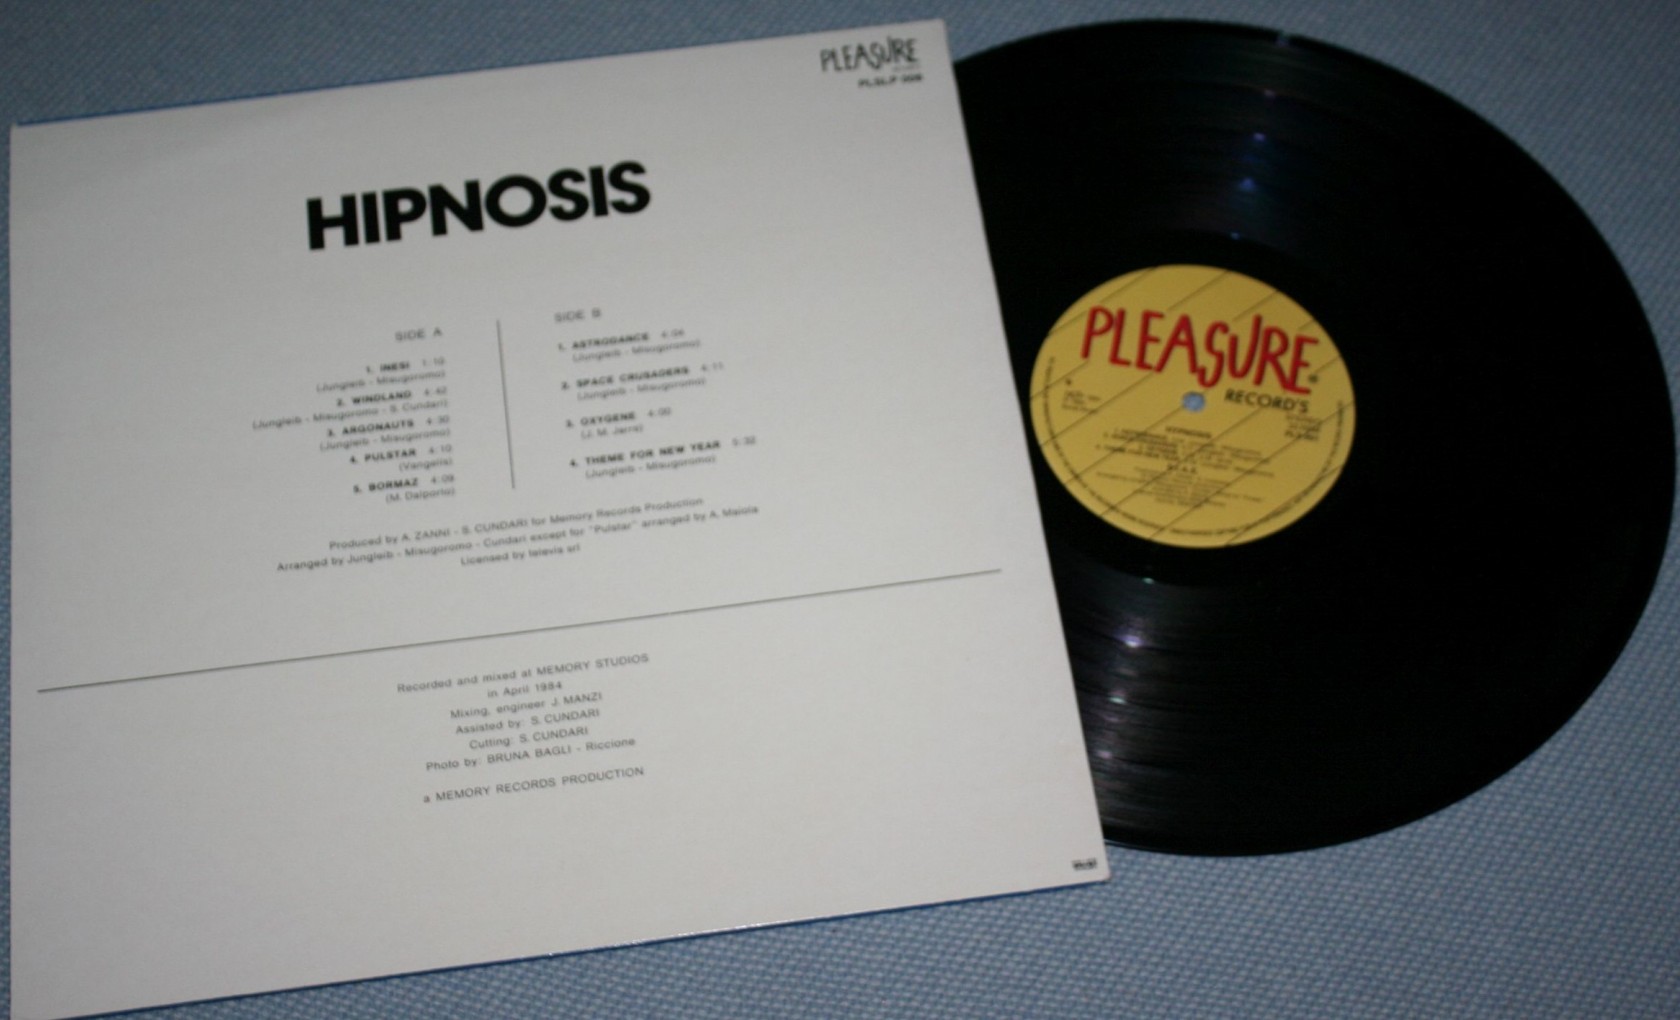 PLEASURE
HIPNOSIS
SIDE A
1. INESI 1:10
(Jungleib - Misugoromo)
2. WINDLAND 4:42
(Jungleib - Misugoromo - S. Cundari)
3. ARGONAUTS 4:30
(Jungleib - Misugoromo)
4. PULSTAR 4:10
(Vangelis)
5. BORMAZ 4:09
(M. Dalporto)
SIDE B
1. ASTRODANCE 4:04
(Jungleib - Misugoromo)
2. SPACE CRUSADERS 4:11
(Jungleib - Misugoromo)
3. OXYGENE 4:00
(J. M. Jarre)
4. THEME FOR NEW YEAR 5:32
(Jungleib - Misugoromo)
Produced by A. ZANNI - S. CUNDARI for Memory Records Production
Arranged by Jungleib - Misugoromo - Cundari except for "Pulstar" arranged by A. Maiola
Licensed by Televis srl
Recorded and mixed at MEMORY STUDIOS
in April 1984
Mixing, engineer J. MANZI
Assisted by: S. CUNDARI
Cutting: S. CUNDARI
Photo by: BRUNA BAGLI - Riccione
a MEMORY RECORDS PRODUCTION
PLEASURE
RECORD'S
HIPNOSIS